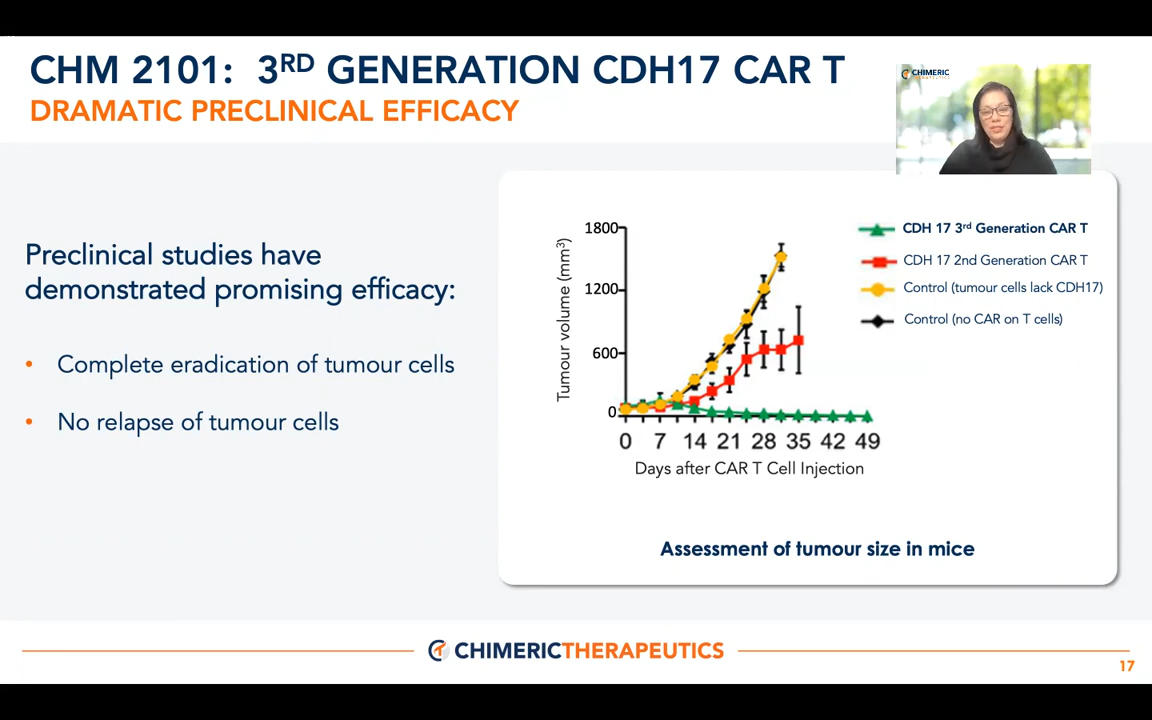 CHM 2101: 3RD GENERATION CDH17 CAR T
DRAMATIC PRECLINICAL EFFICACY
CHIMERIC
THERAPEUTICS
Preclinical studies have
demonstrated promising efficacy:
• Complete eradication of tumour cells
• No relapse of tumour cells
Tumour volume (mm³)
1800
1200
600
0
0 7 14 21 28 35 42 49
Days after CAR T Cell Injection
CDH 17 3rd Generation CAR T
CDH 17 2nd Generation CAR T
Control (tumour cells lack CDH17)
Control (no CAR on T cells)
Assessment of tumour size in mice
CHIMERICTHERAPEUTICS
17